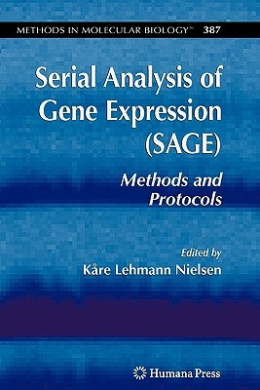 METHODS IN MOLECULAR BIOLOGY™ 387
Serial Analysis of
Gene Expression
(SAGE)
Methods and
Protocols
Edited by
Kåre Lehmann Nielsen
Humana Press